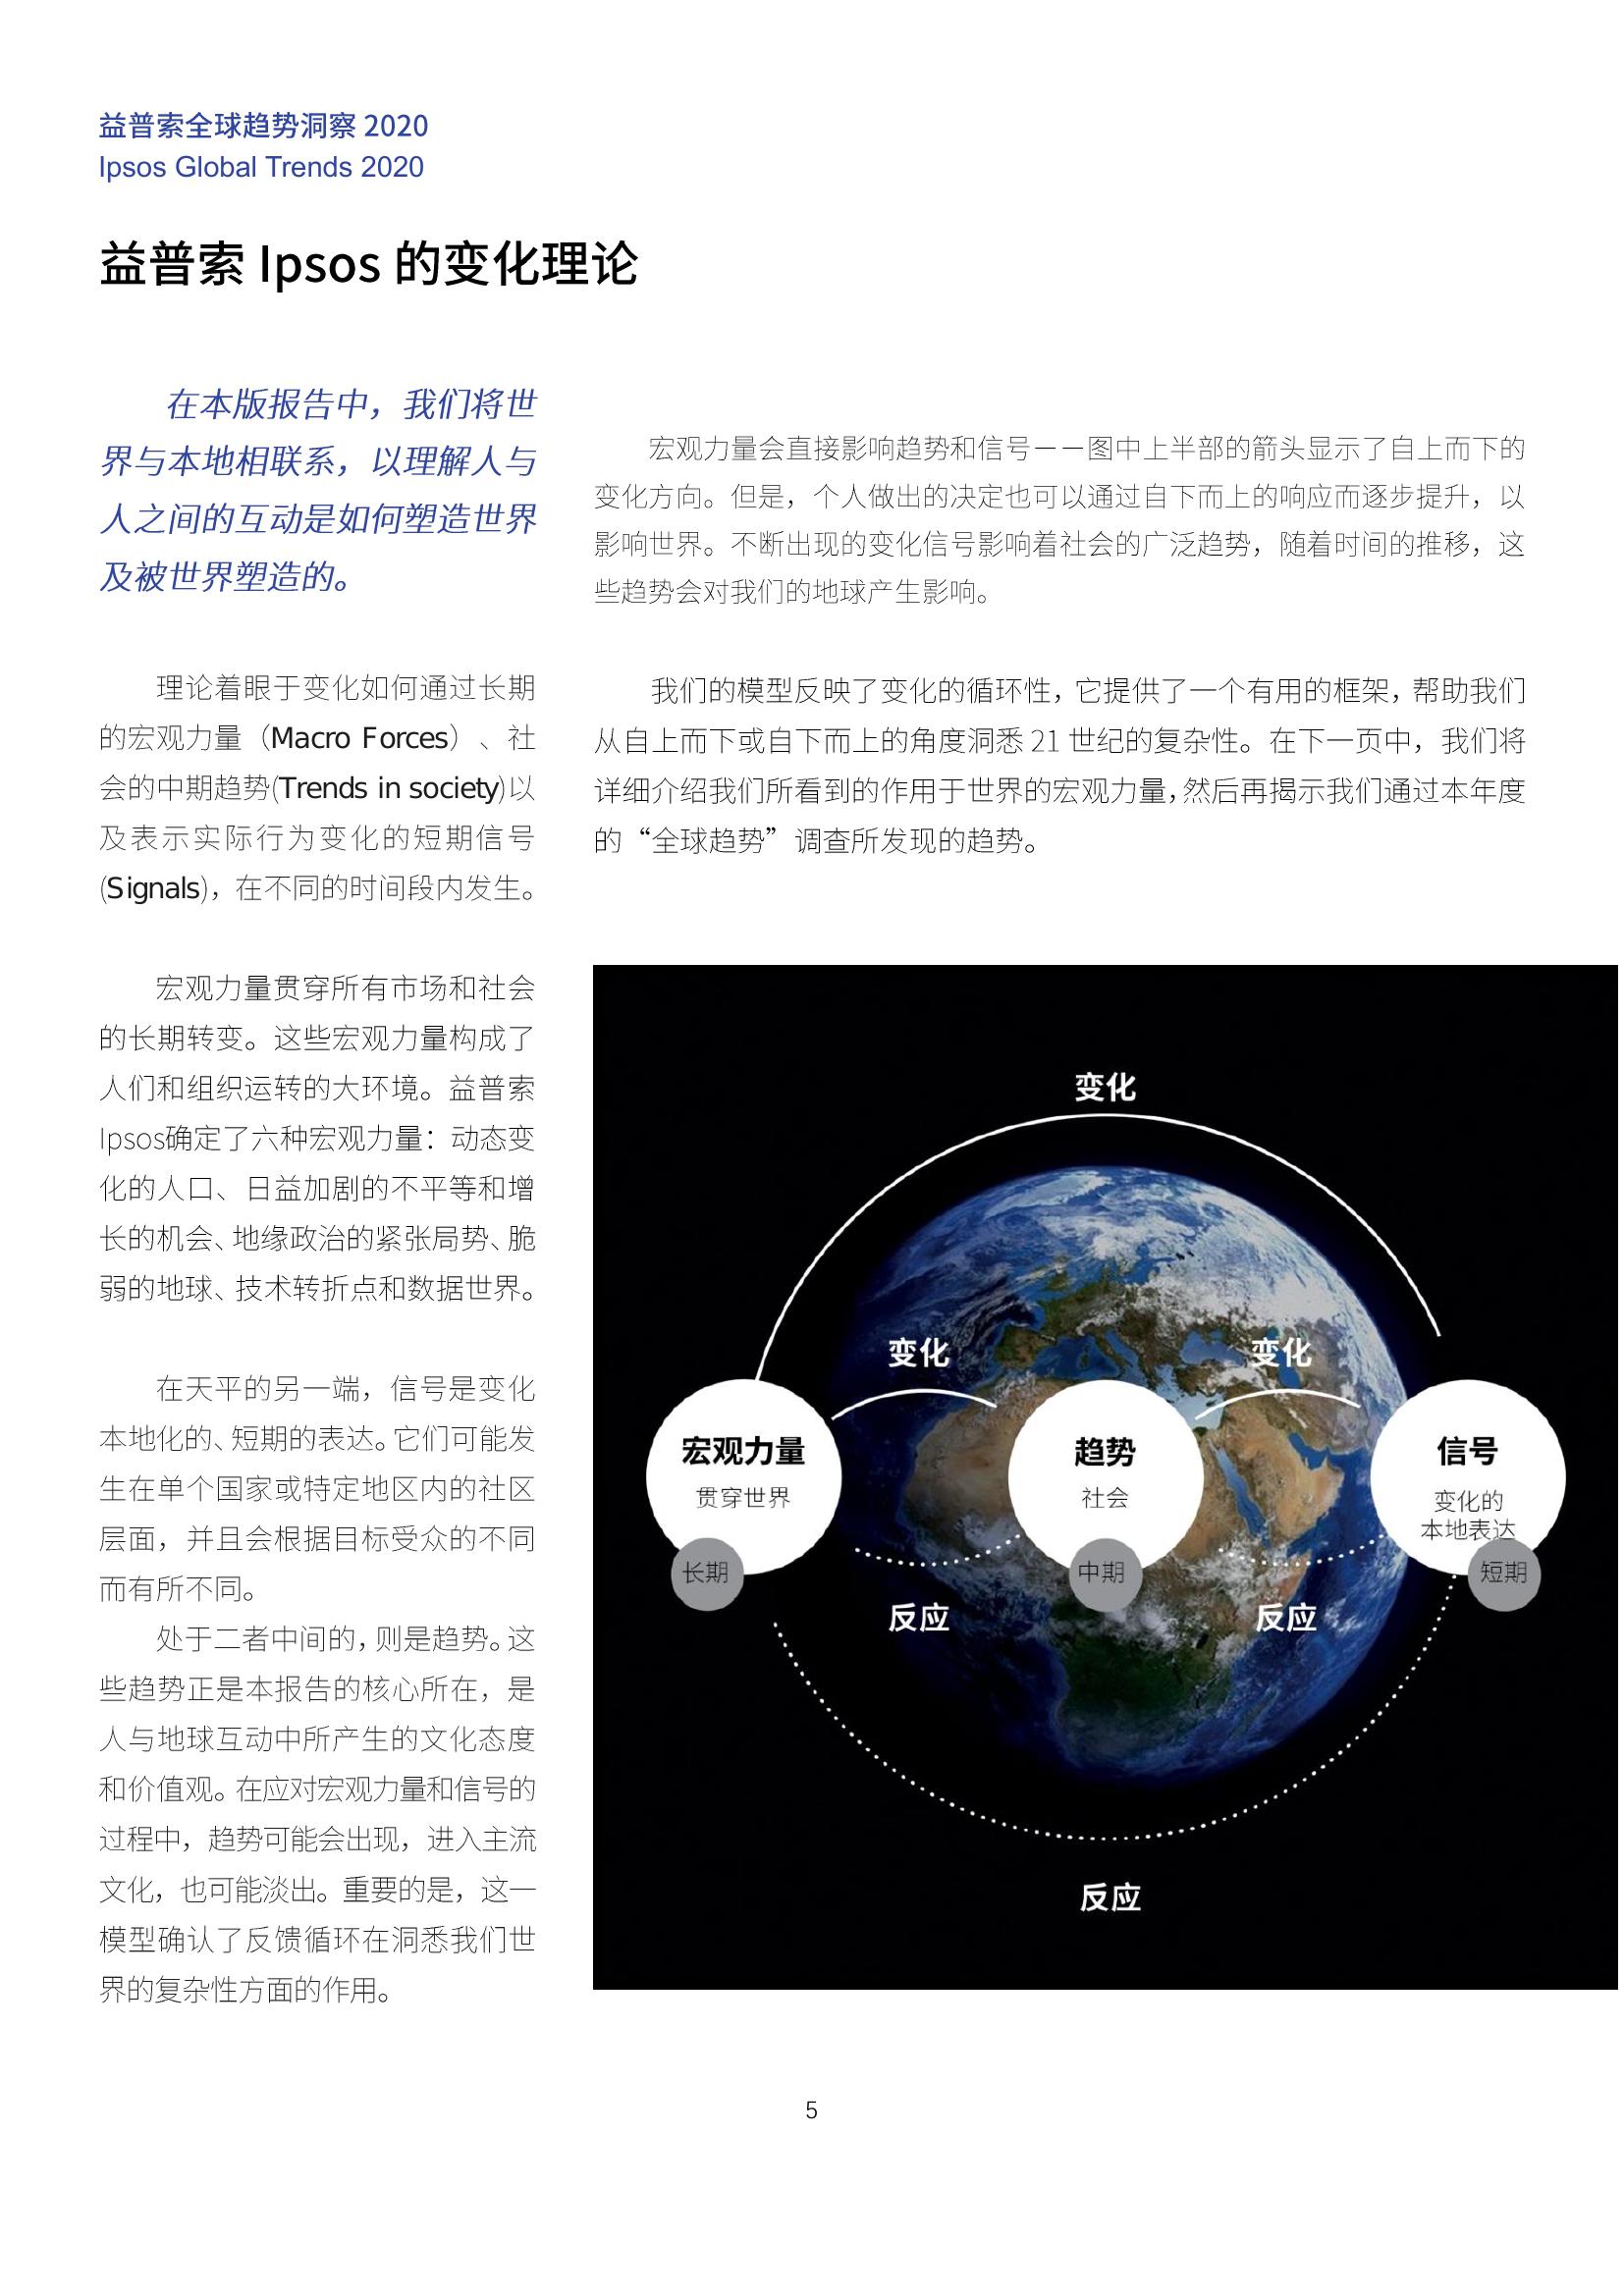 益普索全球趋势洞察 2020
Ipsos Global Trends 2020
益普索 Ipsos 的变化理论
在本版报告中，我们将世
界与本地相联系，以理解人与
人之间的互动是如何塑造世界
及被世界塑造的。
理论着眼于变化如何通过长期
的宏观力量（Macro Forces）、社
会的中期趋势(Trends in society)以
及表示实际行为变化的短期信号
(Signals)，在不同的时间段内发生。
宏观力量贯穿所有市场和社会
的长期转变。这些宏观力量构成了
人们和组织运转的大环境。益普索
Ipsos确定了六种宏观力量：动态变
化的人口、日益加剧的不平等和增
长的机会、地缘政治的紧张局势、脆
弱的地球、技术转折点和数据世界。
在天平的另一端，信号是变化
本地化的、短期的表达。它们可能发
生在单个国家或特定地区内的社区
层面，并且会根据目标受众的不同
而有所不同。
处于二者中间的，则是趋势。这
些趋势正是本报告的核心所在，是
人与地球互动中所产生的文化态度
和价值观。在应对宏观力量和信号的
过程中，趋势可能会出现，进入主流
文化，也可能淡出。重要的是，这一
模型确认了反馈循环在洞悉我们世
界的复杂性方面的作用。
宏观力量会直接影响趋势和信号——图中上半部的箭头显示了自上而下的
变化方向。但是，个人做出的决定也可以通过自下而上的响应而逐步提升，以
影响世界。不断出现的变化信号影响着社会的广泛趋势，随着时间的推移，这
些趋势会对我们的地球产生影响。
我们的模型反映了变化的循环性，它提供了一个有用的框架，帮助我们
从自上而下或自下而上的角度洞悉 21 世纪的复杂性。在下一页中，我们将
详细介绍我们所看到的作用于世界的宏观力量，然后再揭示我们通过本年度
的“全球趋势”调查所发现的趋势。
变化
变化
变化
宏观力量
贯穿世界
长期
趋势
社会
中期
信号
变化的
本地表达
短期
反应
反应
反应
5